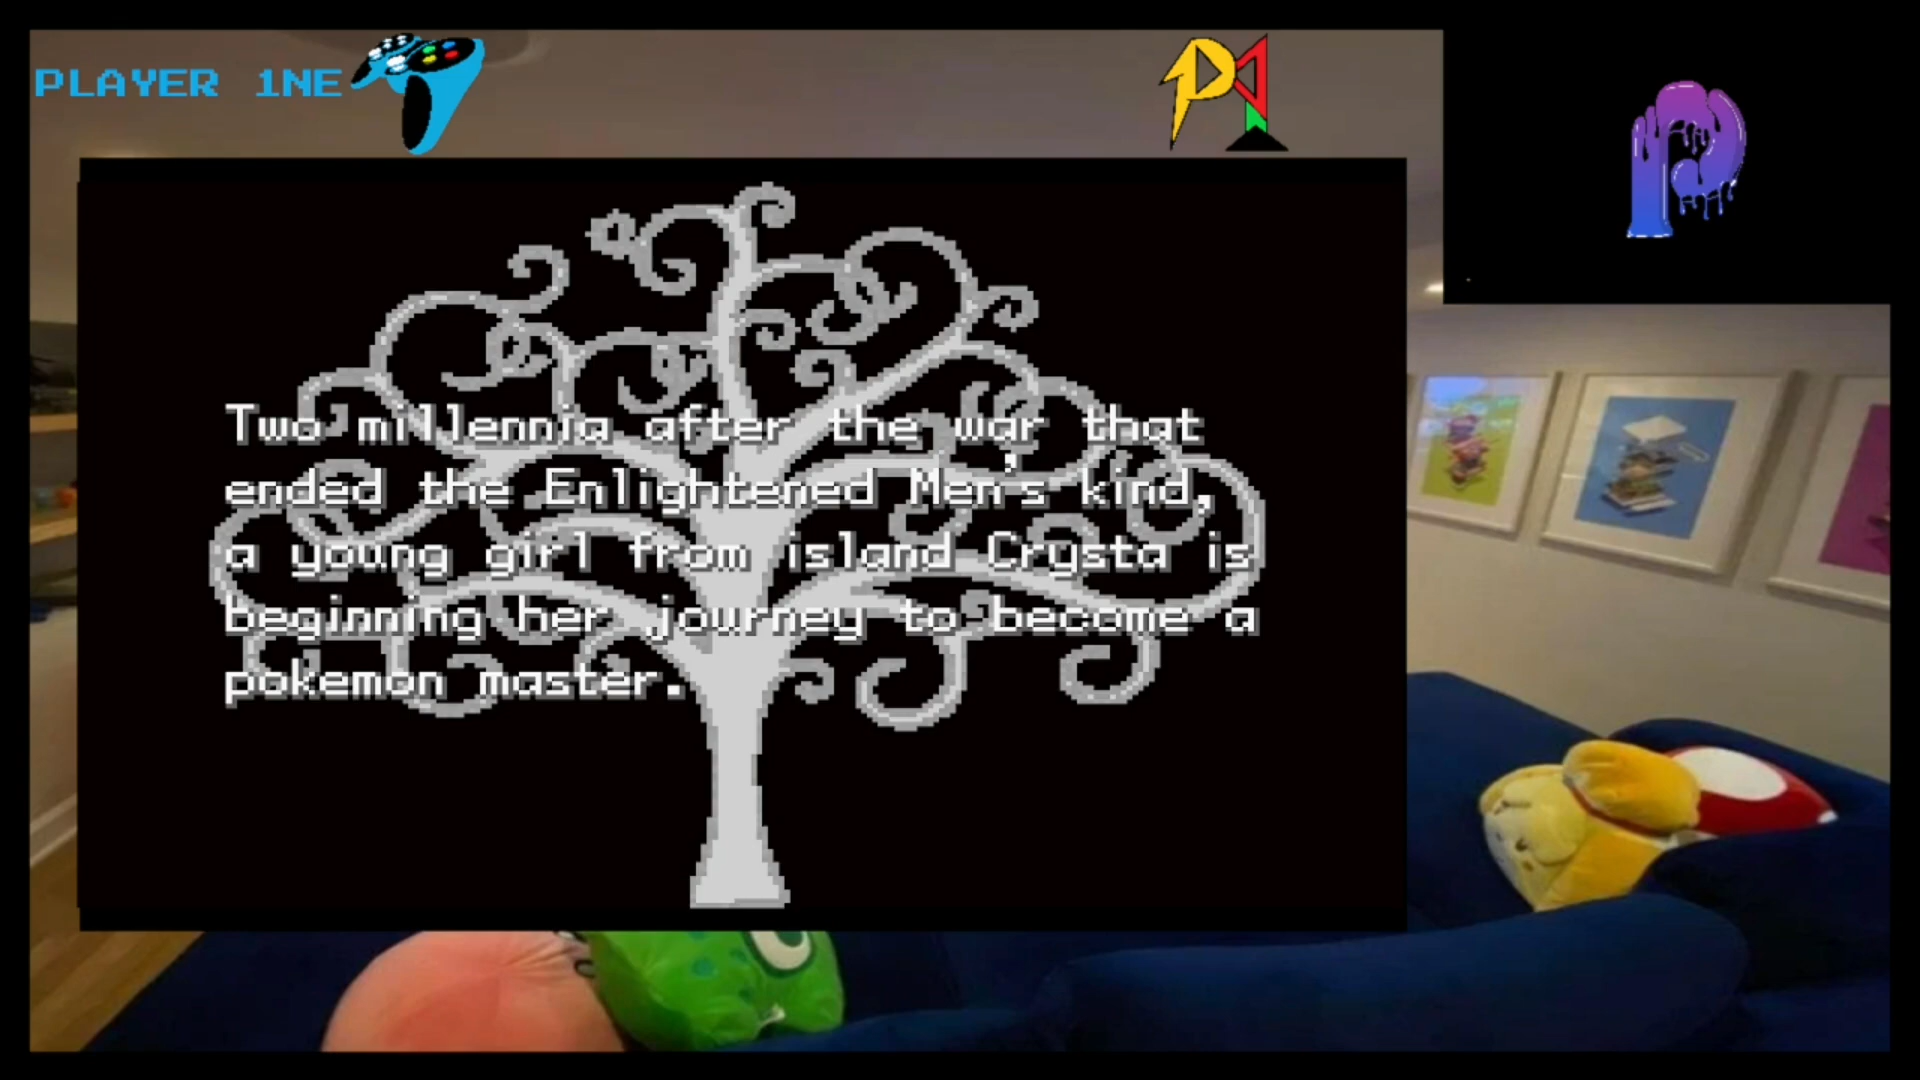 PLAYER 1NE
Two millennia after the war that
ended the Enlightened Men's kind,
a young girl from island Crysta is
beginning her journey to become a
pokemon master.